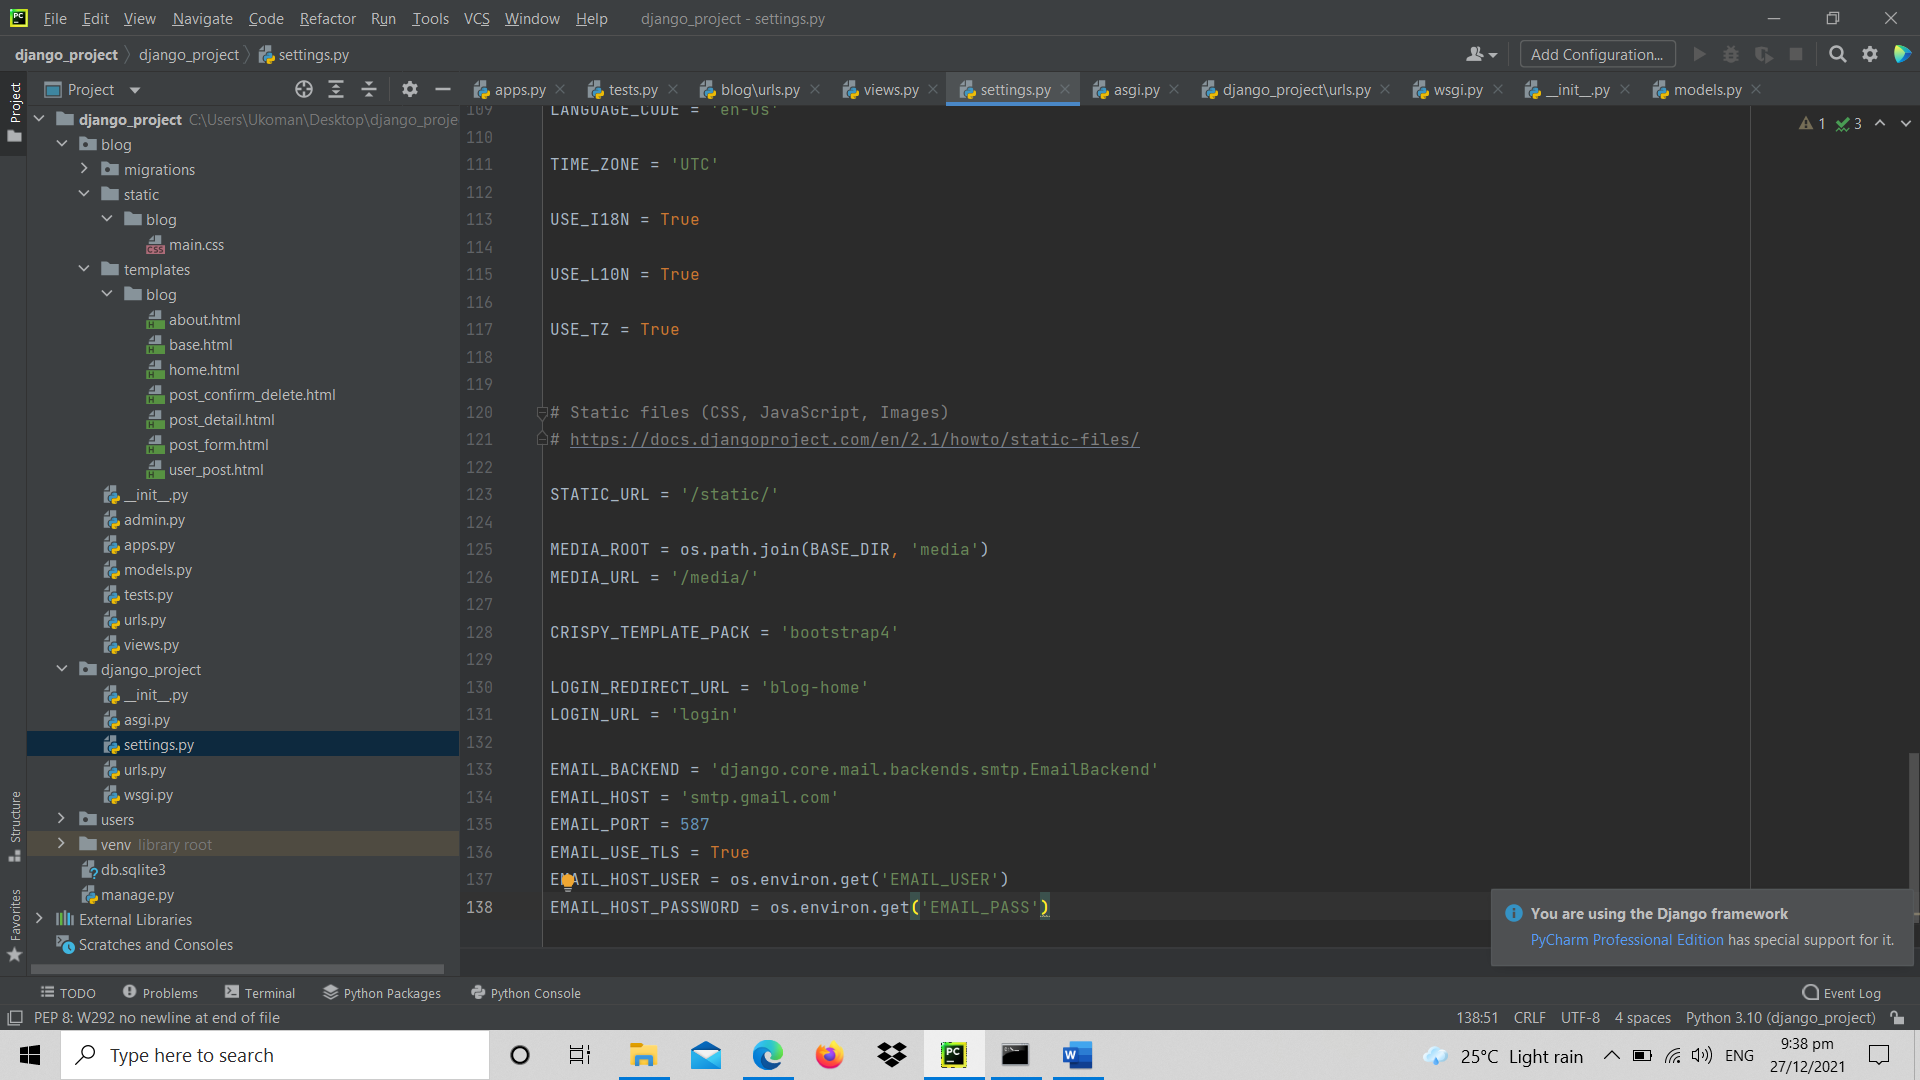 PC File Edit View Navigate Code Refactor Run Tools VCS Window Help django_project - settings.py
django_project django_project settings.py Add Configuration...
Project
Project apps.py tests.py blog\urls.py views.py settings.py asgi.py django_project\urls.py wsgi.py __init__.py models.py
django_project C:\Users\Ukoman\Desktop\django_proje
blog
migrations
static
blog
main.css
templates
blog
about.html
base.html
home.html
post_confirm_delete.html
post_detail.html
post_form.html
user_post.html
__init__.py
admin.py
apps.py
models.py
tests.py
urls.py
views.py
django_project
__init__.py
asgi.py
settings.py
urls.py
wsgi.py
users
venv library root
db.sqlite3
manage.py
External Libraries
Scratches and Consoles
Structure
Favorites
1 3
109 LANGUAGE_CODE = 'en-us'
110
111 TIME_ZONE = 'UTC'
112
113 USE_I18N = True
114
115 USE_L10N = True
116
117 USE_TZ = True
118
119
120 # Static files (CSS, JavaScript, Images)
121 # https://docs.djangoproject.com/en/2.1/howto/static-files/
122
123 STATIC_URL = '/static/'
124
125 MEDIA_ROOT = os.path.join(BASE_DIR, 'media')
126 MEDIA_URL = '/media/'
127
128 CRISPY_TEMPLATE_PACK = 'bootstrap4'
129
130 LOGIN_REDIRECT_URL = 'blog-home'
131 LOGIN_URL = 'login'
132
133 EMAIL_BACKEND = 'django.core.mail.backends.smtp.EmailBackend'
134 EMAIL_HOST = 'smtp.gmail.com'
135 EMAIL_PORT = 587
136 EMAIL_USE_TLS = True
137 EMAIL_HOST_USER = os.environ.get('EMAIL_USER')
138 EMAIL_HOST_PASSWORD = os.environ.get('EMAIL_PASS')
You are using the Django framework
PyCharm Professional Edition has special support for it.
TODO Problems Terminal Python Packages Python Console Event Log
PEP 8: W292 no newline at end of file 138:51 CRLF UTF-8 4 spaces Python 3.10 (django_project)
Type here to search PC W 25°C Light rain ENG 9:38 pm
27/12/2021